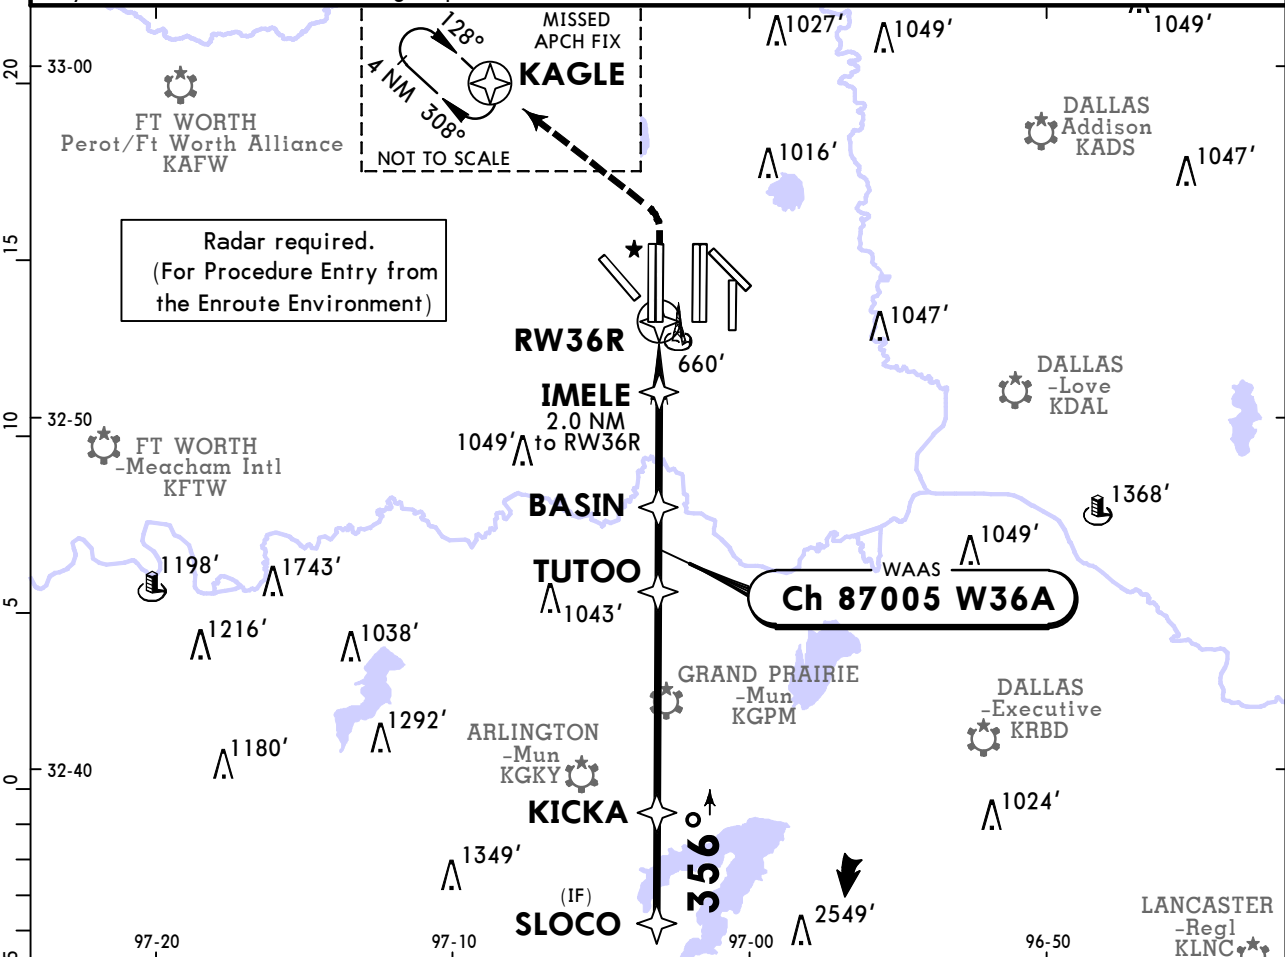 1027'
1049'
1049'
MISSED
APCH FIX
KAGLE
128°
4 NM 308°
NOT TO SCALE
20
33-00
FT WORTH
Perot/Ft Worth Alliance
KAFW
DALLAS
Addison
KADS
1016'
1047'
15
Radar required.
(For Procedure Entry from
the Enroute Environment)
RW36R
660'
1047'
IMELE
2.0 NM
to RW36R
1049'
DALLAS
-Love
KDAL
10
32-50
FT WORTH
-Meacham Intl
KFTW
BASIN
1368'
1049'
1198'
1743'
TUTOO
1043'
WAAS
Ch 87005 W36A
5
1216'
1038'
GRAND PRAIRIE
-Mun
KGPM
DALLAS
-Executive
KRBD
1292'
1180'
ARLINGTON
-Mun
KGKY
0
32-40
KICKA
356°
1024'
1349'
(IF)
SLOCO
2549'
LANCASTER
-Regl
KLNC
5
97-20
97-10
97-00
96-50